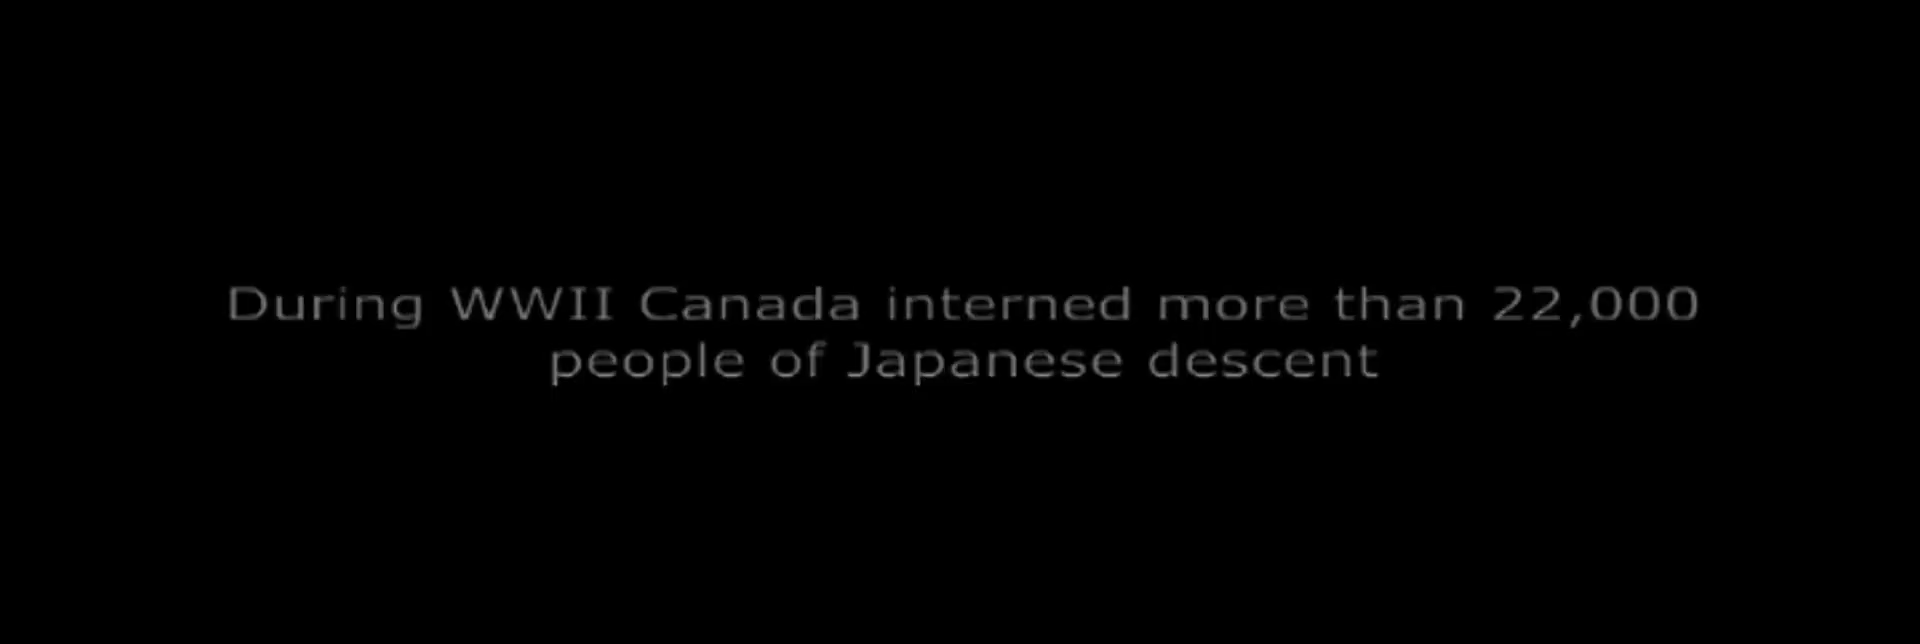 During WWII Canada interned more than 22,000
people of Japanese descent